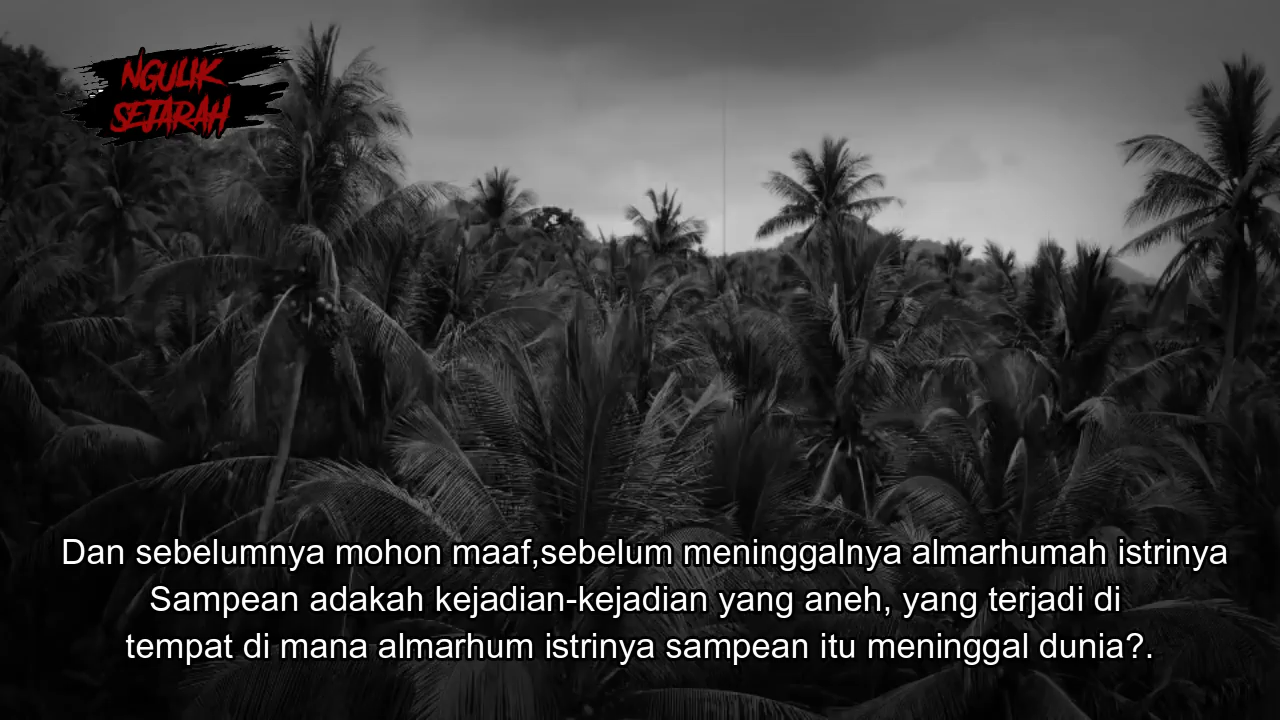 NGULIK
SEJARAH
Dan sebelumnya mohon maaf,sebelum meninggalnya almarhumah istrinya
Sampean adakah kejadian-kejadian yang aneh, yang terjadi di
tempat di mana almarhum istrinya sampean itu meninggal dunia?.